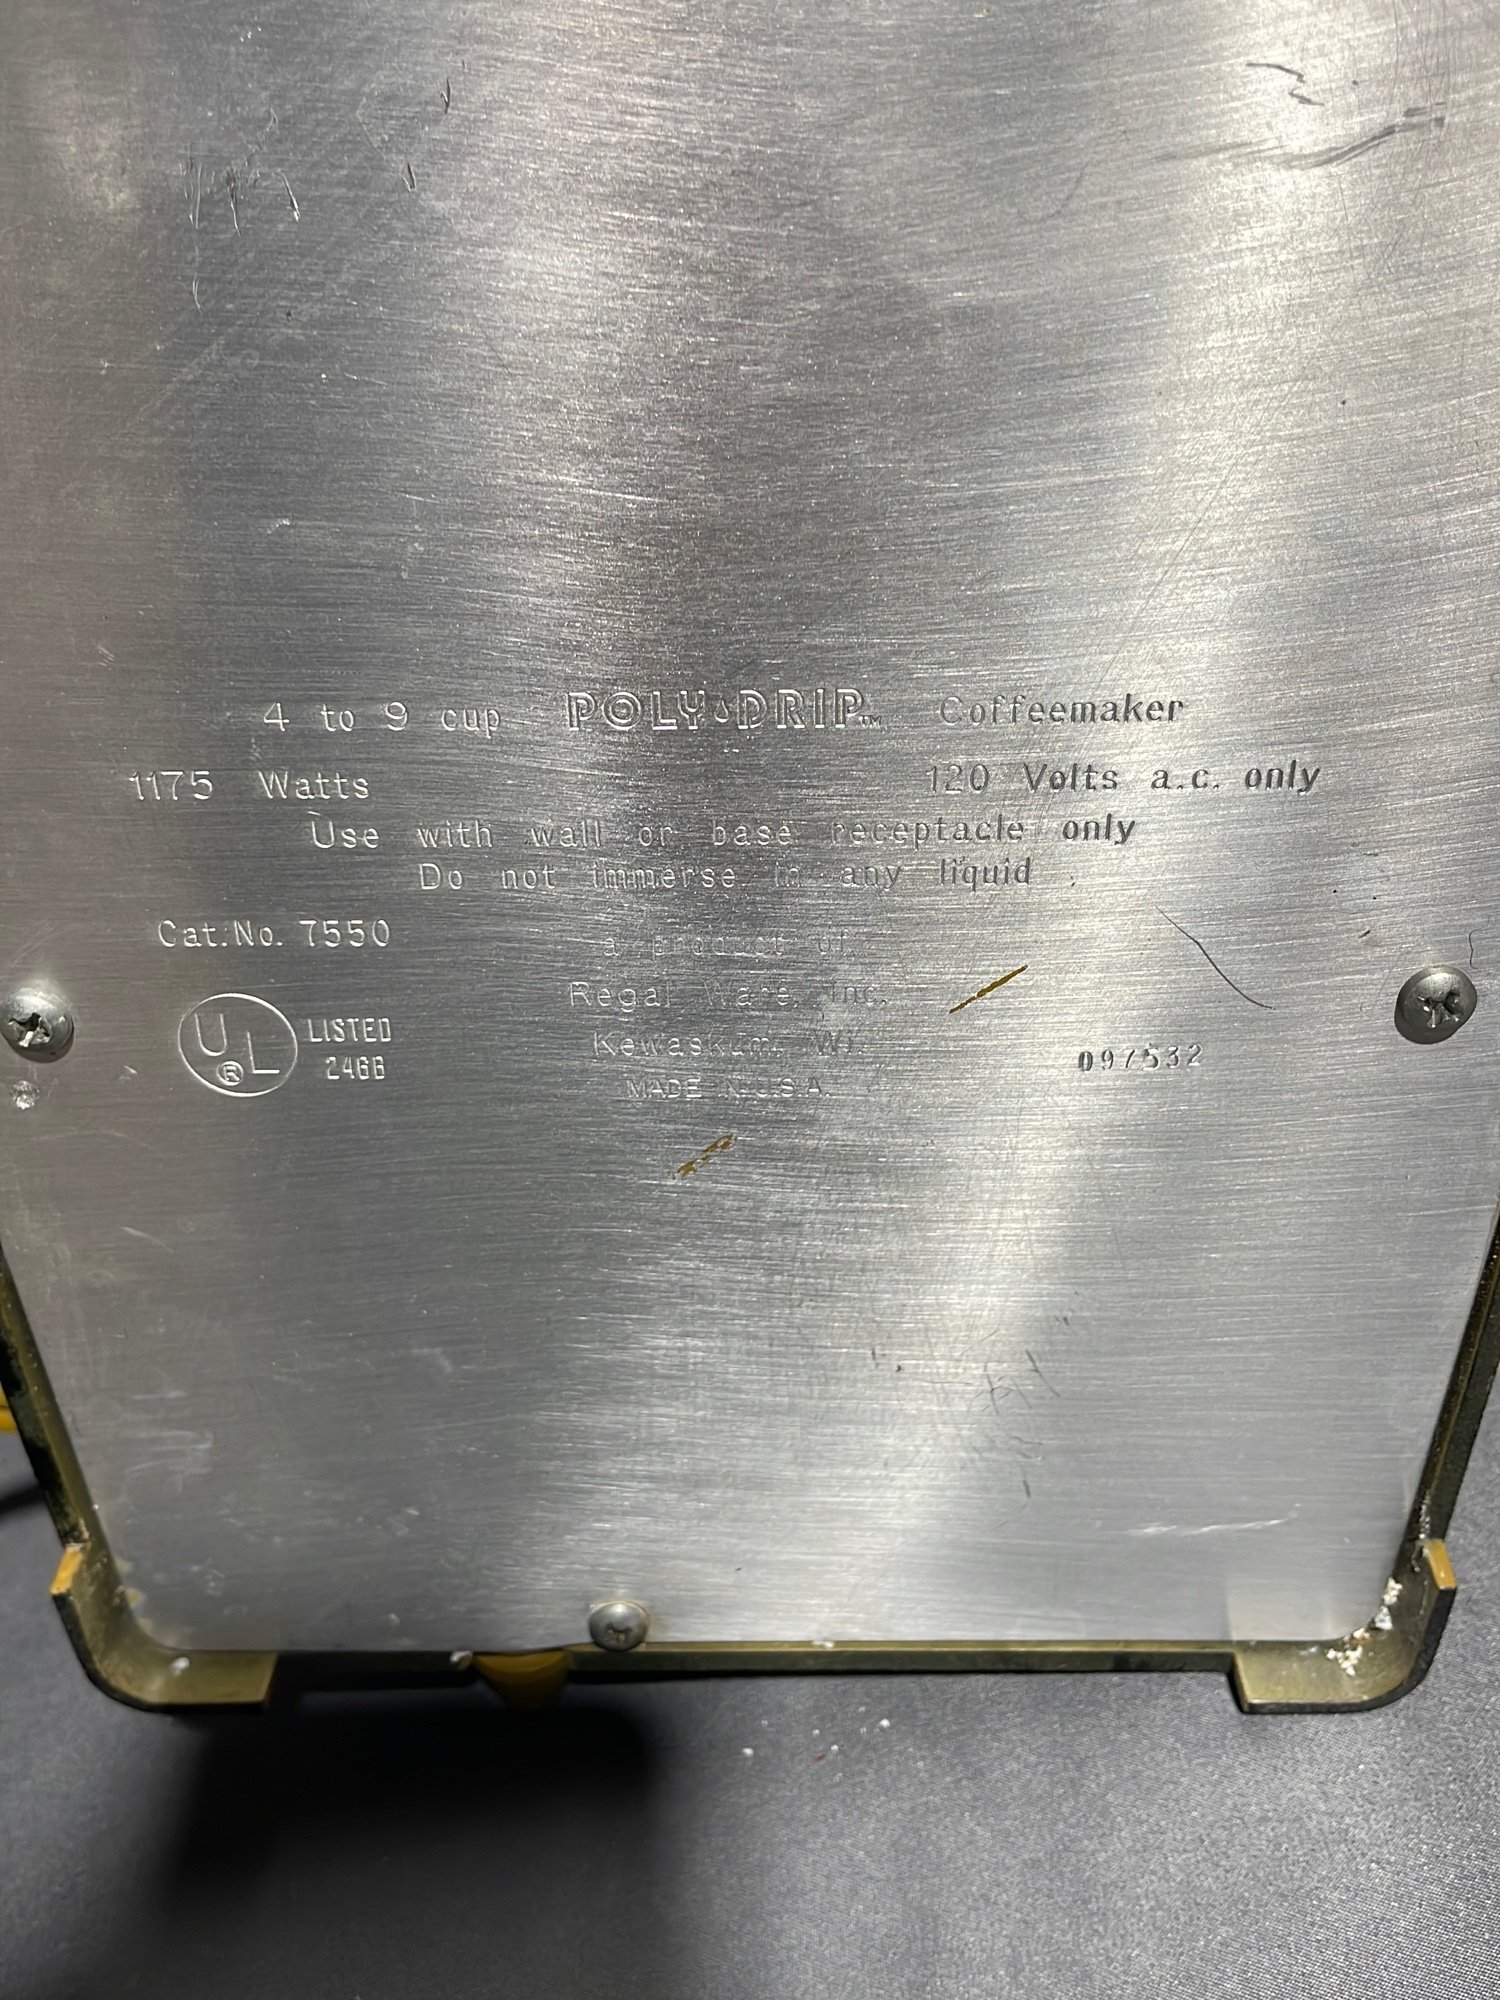 4 to 9 cup POLY DRIP™ Coffeemaker
1175 Watts 120 Volts a.c. only
Use with wall or base receptacle only
Do not immerse in any liquid
Cat. No. 7550
UL® LISTED
246B
a product of
Regal Ware, Inc.
Kewaskum, Wi.
MADE IN U.S.A.
097532